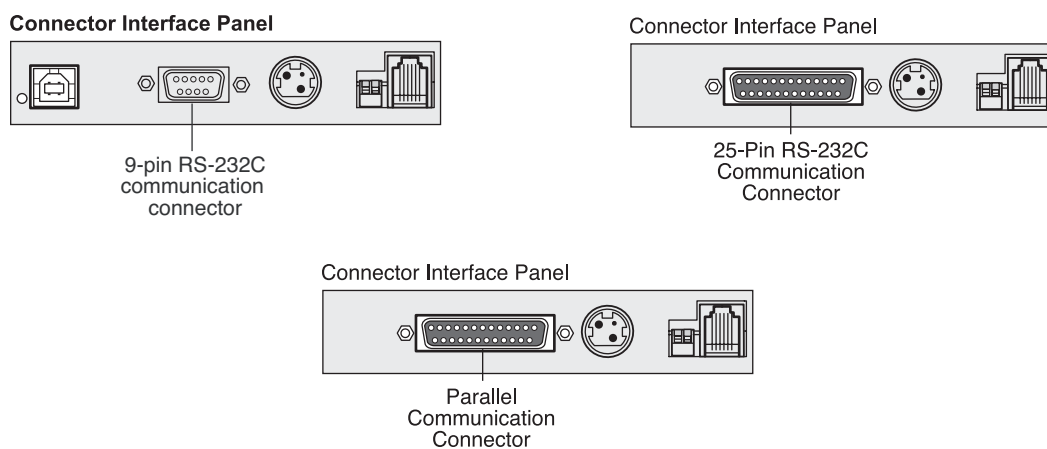 Connector Interface Panel
9-pin RS-232C
communication
connector
Connector Interface Panel
25-Pin RS-232C
Communication
Connector
Connector Interface Panel
Parallel
Communication
Connector